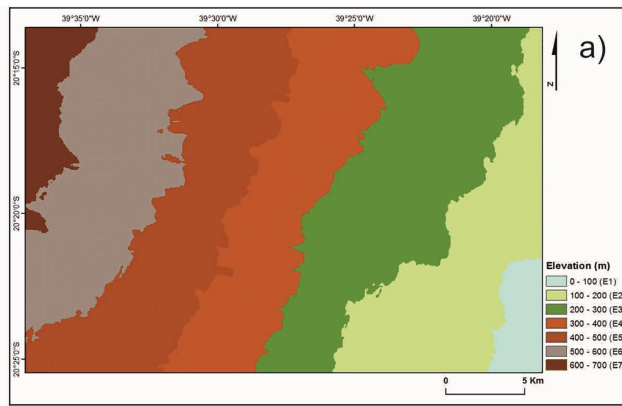 39°35'0"W 39°30'0"W 39°25'0"W 39°20'0"W
a)
20°15'0"S
N
20°20'0"S
20°25'0"S
Elevation (m)
0 - 100 (E1)
100 - 200 (E2
200 - 300 (E3
300 - 400 (E4
400 - 500 (E5
500 - 600 (E6
600 - 700 (E7
0 5 Km